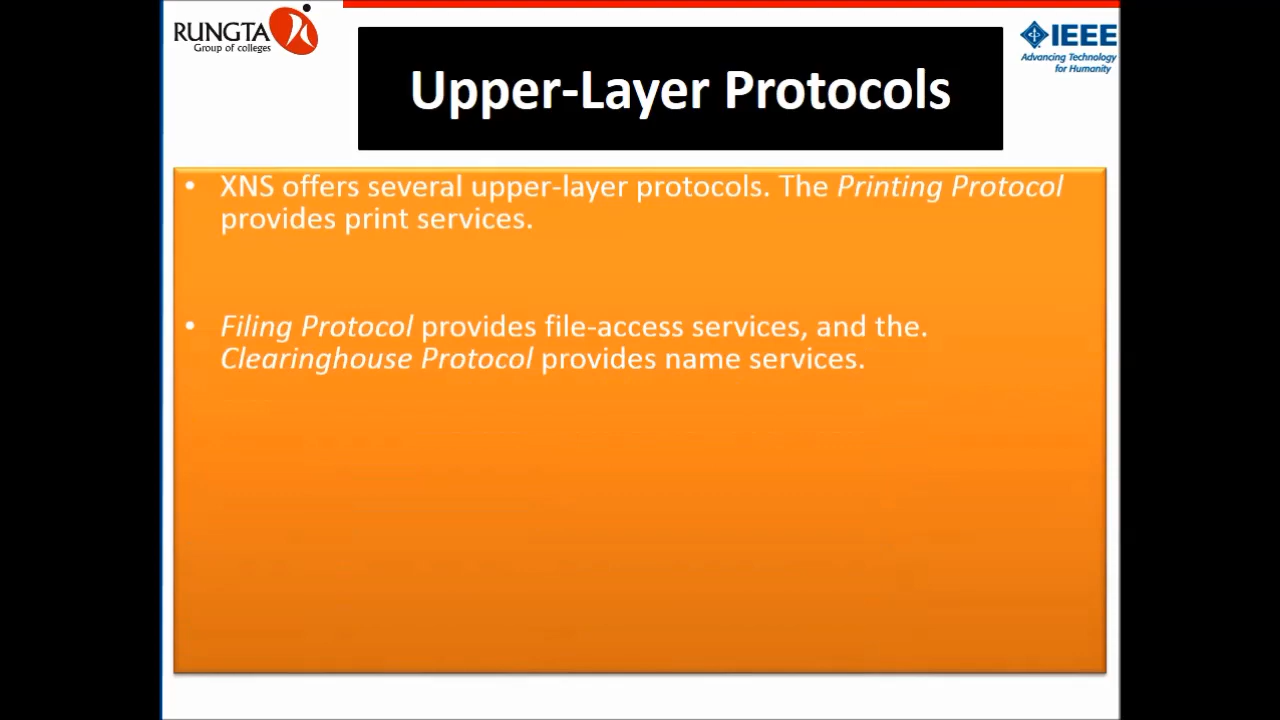 RUNGTA
Group of colleges
IEEE
Advancing Technology
for Humanity
Upper-Layer Protocols
• XNS offers several upper-layer protocols. The Printing Protocol
provides print services.
• Filing Protocol provides file-access services, and the.
Clearinghouse Protocol provides name services.